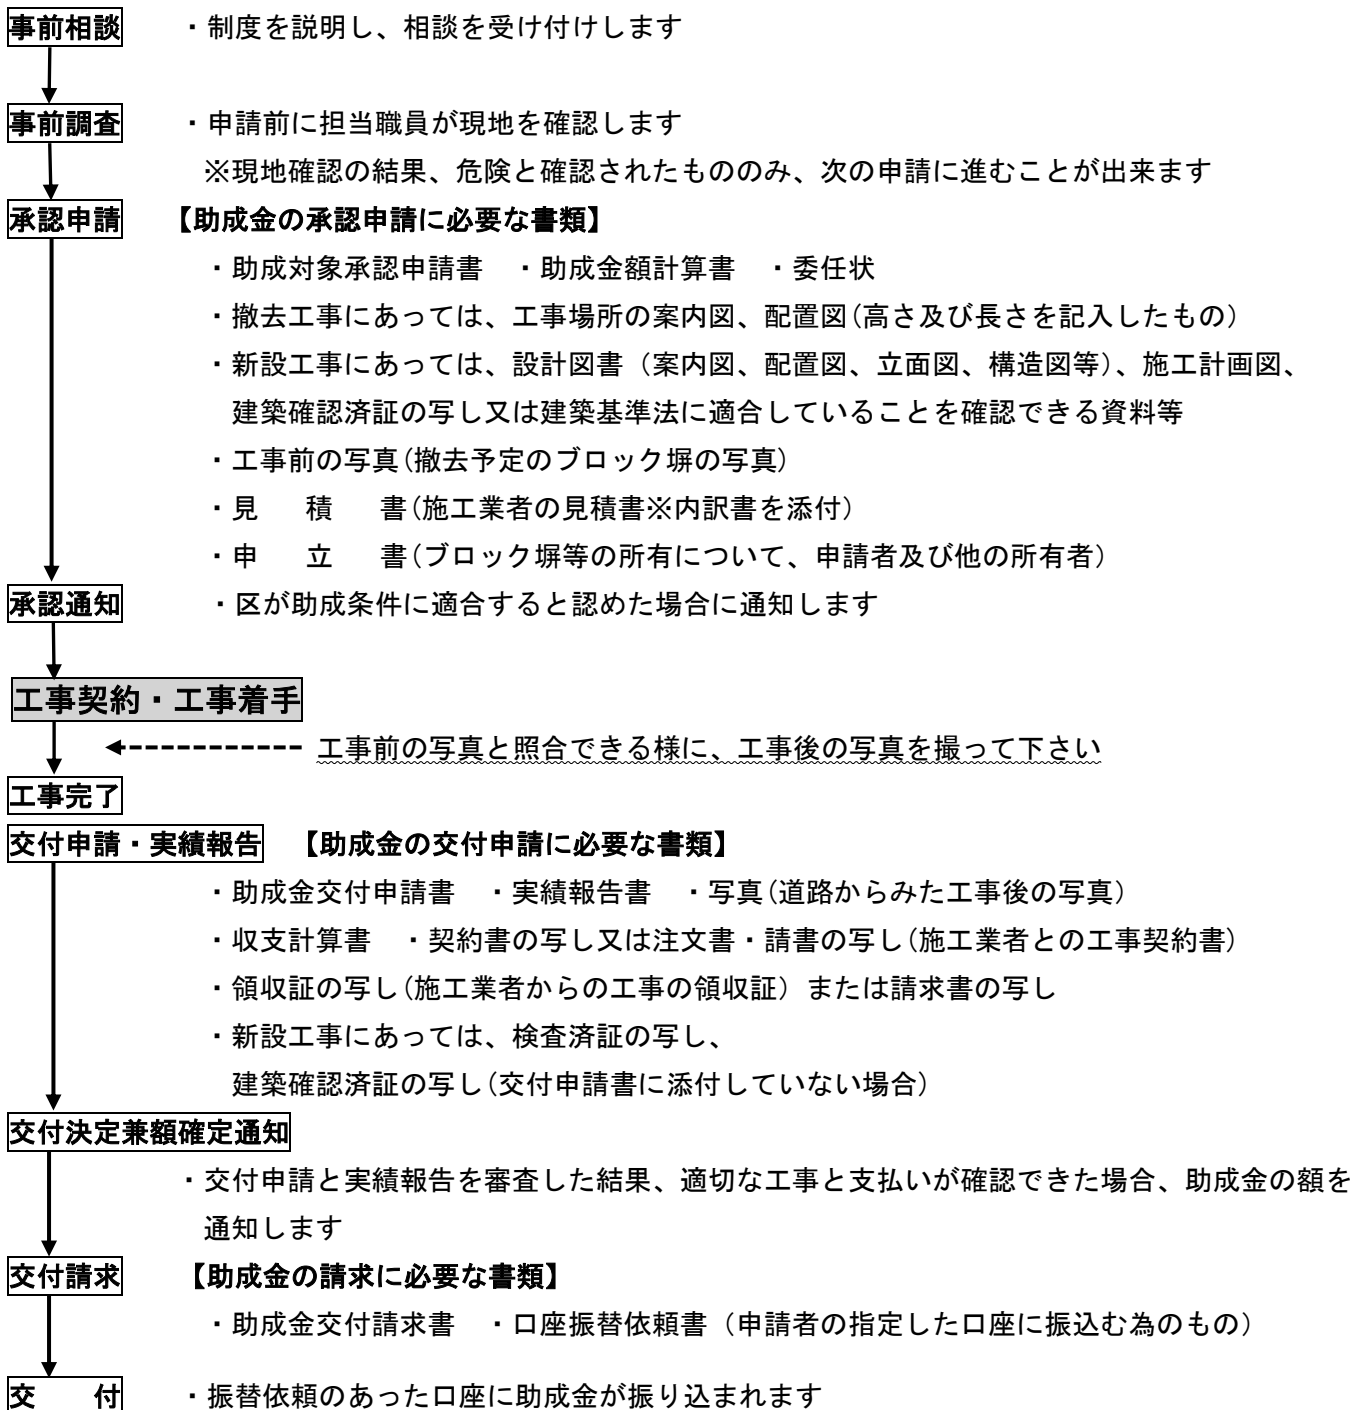 事前相談　・制度を説明し、相談を受け付けします
事前調査　・申請前に担当職員が現地を確認します
※現地確認の結果、危険と確認されたもののみ、次の申請に進むことが出来ます
承認申請　【助成金の承認申請に必要な書類】
・助成対象承認申請書　・助成金額計算書　・委任状
・撤去工事にあっては、工事場所の案内図、配置図(高さ及び長さを記入したもの)
・新設工事にあっては、設計図書（案内図、配置図、立面図、構造図等)、施工計画図、
建築確認済証の写し又は建築基準法に適合していることを確認できる資料等
・工事前の写真(撤去予定のブロック塀の写真)
・見　積　書(施工業者の見積書※内訳書を添付)
・申　立　書(ブロック塀等の所有について、申請者及び他の所有者)
承認通知　・区が助成条件に適合すると認めた場合に通知します
工事契約・工事着手
工事前の写真と照合できる様に、工事後の写真を撮って下さい
工事完了
交付申請・実績報告　【助成金の交付申請に必要な書類】
・助成金交付申請書　・実績報告書　・写真(道路からみた工事後の写真)
・収支計算書　・契約書の写し又は注文書・請書の写し(施工業者との工事契約書)
・領収証の写し(施工業者からの工事の領収証）または請求書の写し
・新設工事にあっては、検査済証の写し、
建築確認済証の写し(交付申請書に添付していない場合)
交付決定兼額確定通知
・交付申請と実績報告を審査した結果、適切な工事と支払いが確認できた場合、助成金の額を
通知します
交付請求　【助成金の請求に必要な書類】
・助成金交付請求書　・口座振替依頼書（申請者の指定した口座に振込む為のもの）
交　付　・振替依頼のあった口座に助成金が振り込まれます